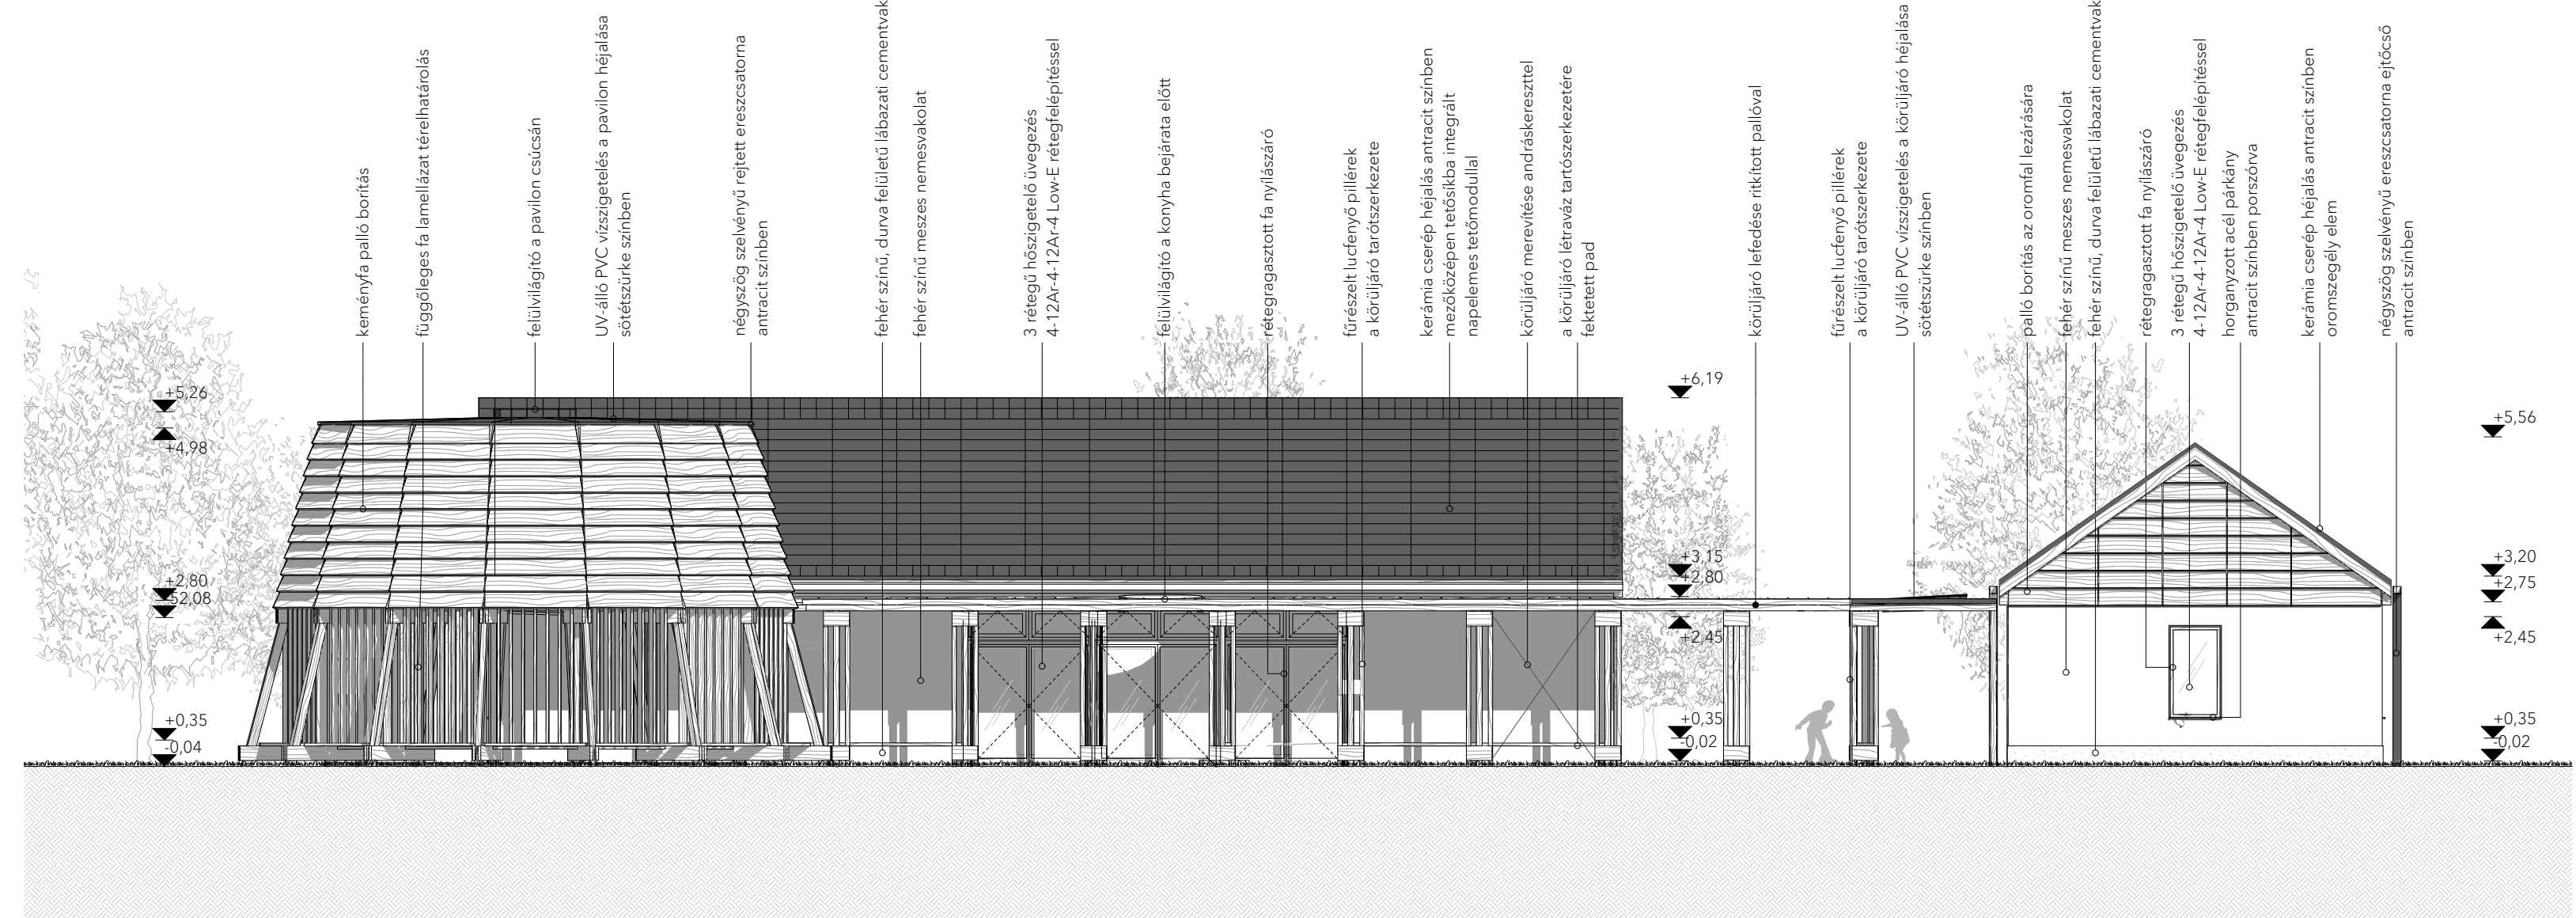 keményfa palló borítás
függőleges fa lamellázat térelhatárolás
felülvilágító a pavilon csúcsán
UV-álló PVC vízszigetelés a pavilon héjalása
sötétszürke színben
négyszög szelvényű rejtett ereszcsatorna
antracit színben
fehér színű, durva felületű lábazati cementvak
fehér színű meszes nemesvakolat
3 rétegű hőszigetelő üvegezés
4-12Ar-4-12Ar-4 Low-E rétegfelépítéssel
felülvilágító a konyha bejárata előtt
rétegragasztott fa nyílászáró
fűrészelt lucfenyő pillérek
a körüljáró tarótszerkezete
kerámia cserép héjalás antracit színben
mezőközépen tetősíkba integrált
napelemes tetőmodullal
körüljáró merevítése andráskereszttel
a körüljáró létraváz tartószerkezetére
fektetett pad
körüljáró lefedése ritkított pallóval
fűrészelt lucfenyő pillérek
a körüljáró tarótszerkezete
UV-álló PVC vízszigetelés a körüljáró héjlása
sötétszürke színben
palló borítás az oromfal lezárására
fehér színű meszes nemesvakolat
fehér színű, durva felületű lábazati cementvak
rétegragasztott fa nyílászáró
3 rétegű hőszigetelő üvegezés
4-12Ar-4-12Ar-4 Low-E rétegfelépítéssel
horganyzott acél párkány
antracit színben porszórva
kerámia cserép héjalás antracit színben
oromszegély elem
négyszög szelvényű ereszcsatorna ejtőcső
antracit színben
+5,26
+4,98
+2,80
+0,35
-0,04
+6,19
+3,15
+2,80
+2,45
+0,35
-0,02
+5,56
+3,20
+2,75
+2,45
+0,35
-0,02